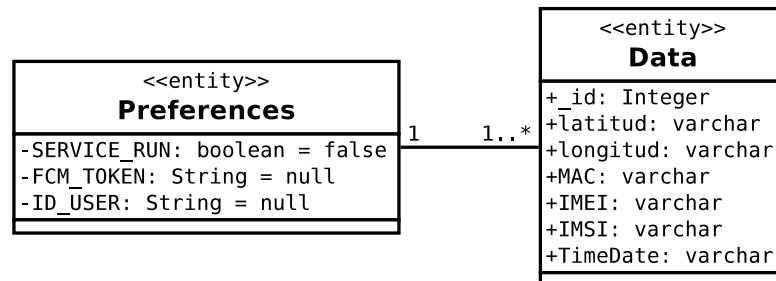 <<entity>>
Preferences
-SERVICE_RUN: boolean = false
-FCM_TOKEN: String = null
-ID_USER: String = null
1
1..*
<<entity>>
Data
+_id: Integer
+latitud: varchar
+longitud: varchar
+MAC: varchar
+IMEI: varchar
+IMSI: varchar
+TimeDate: varchar